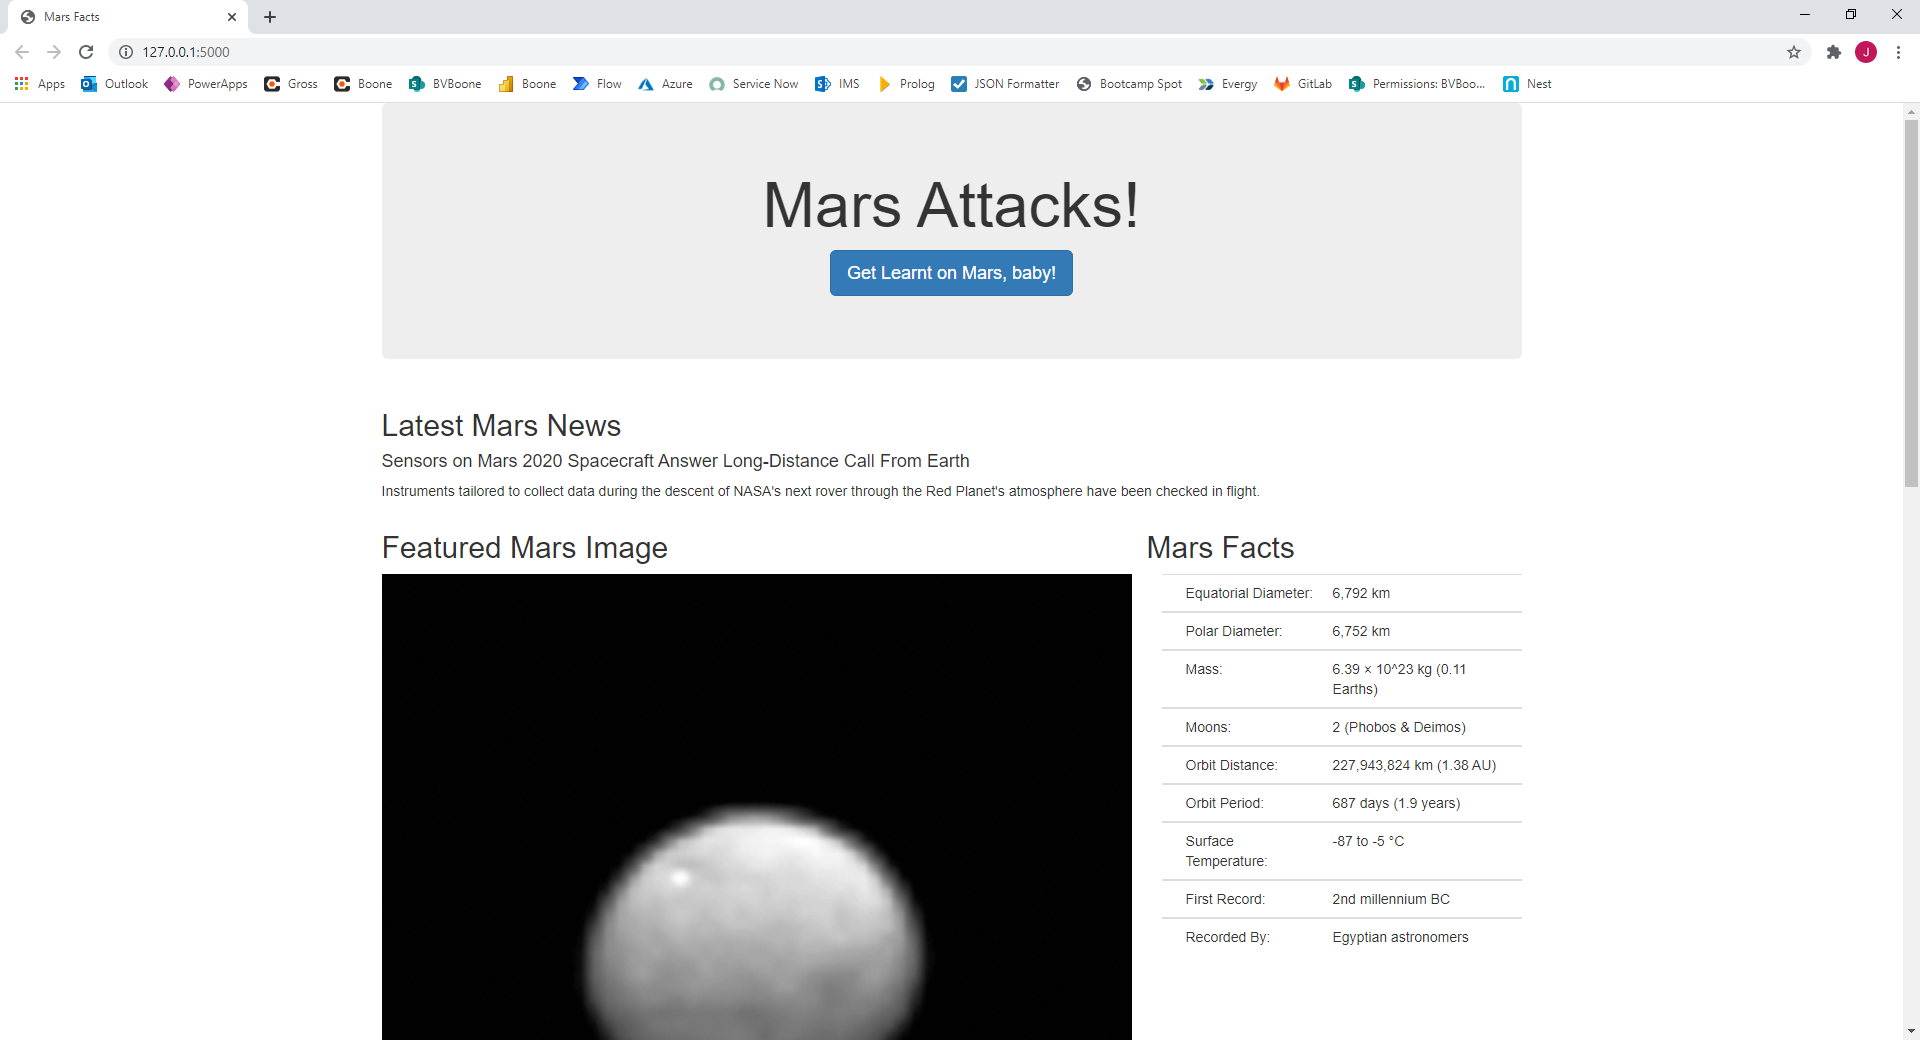 Mars Facts
127.0.0.1:5000
Apps Outlook PowerApps Gross Boone BVBoone Boone Flow Azure Service Now IMS Prolog JSON Formatter Bootcamp Spot Evergy GitLab Permissions: BVBoo... Nest
J
Mars Attacks!
Get Learnt on Mars, baby!
Latest Mars News
Sensors on Mars 2020 Spacecraft Answer Long-Distance Call From Earth
Instruments tailored to collect data during the descent of NASA's next rover through the Red Planet's atmosphere have been checked in flight.
Featured Mars Image
Mars Facts
Equatorial Diameter: 6,792 km
Polar Diameter: 6,752 km
Mass: 6.39 × 10^23 kg (0.11
Earths)
Moons: 2 (Phobos & Deimos)
Orbit Distance: 227,943,824 km (1.38 AU)
Orbit Period: 687 days (1.9 years)
Surface -87 to -5 °C
Temperature:
First Record: 2nd millennium BC
Recorded By: Egyptian astronomers